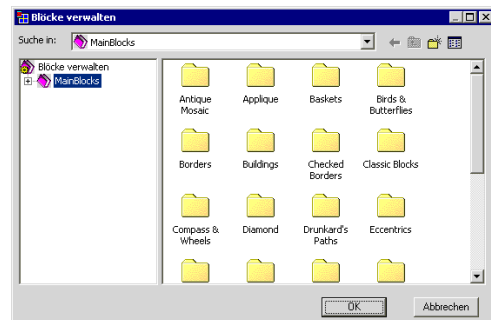 Blöcke verwalten
Suche in: MainBlocks
Blöcke verwalten
MainBlocks
Antique Mosaic
Applique
Baskets
Birds & Butterflies
Borders
Buildings
Checked Borders
Classic Blocks
Compass & Wheels
Diamond
Drunkard's Paths
Eccentrics
OK
Abbrechen